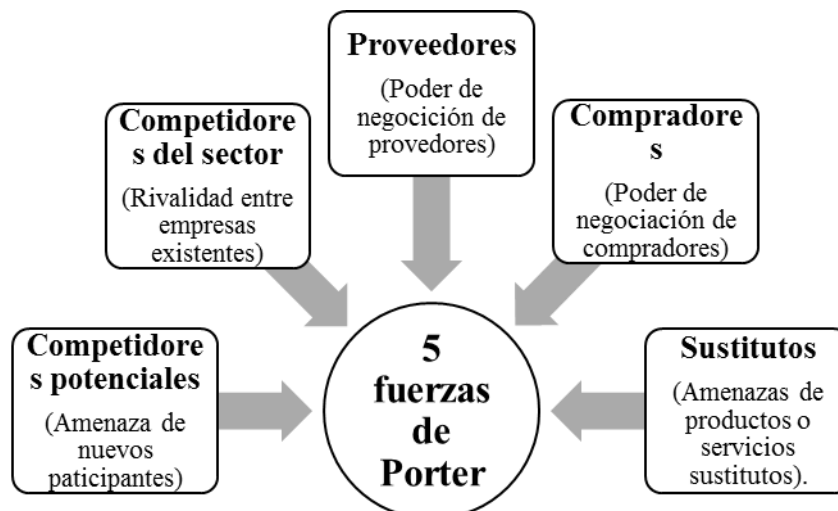 Proveedores
(Poder de
negocición de
provedores)
Competidore
s del sector
(Rivalidad entre
empresas
existentes)
Compradore
s
(Poder de
negociación de
compradores)
Competidore
s potenciales
(Amenaza de
nuevos
paticipantes)
5
fuerzas
de
Porter
Sustitutos
(Amenazas de
productos o
servicios
sustitutos).